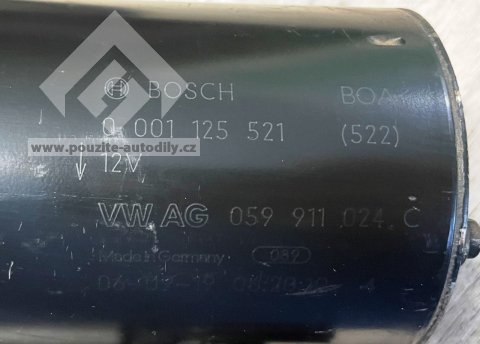 BOSCH BOA
0 001 125 521 (522)
www.pouzite-autodily.cz
12V
VW AG 059 911 024 C
Made in Germany 089